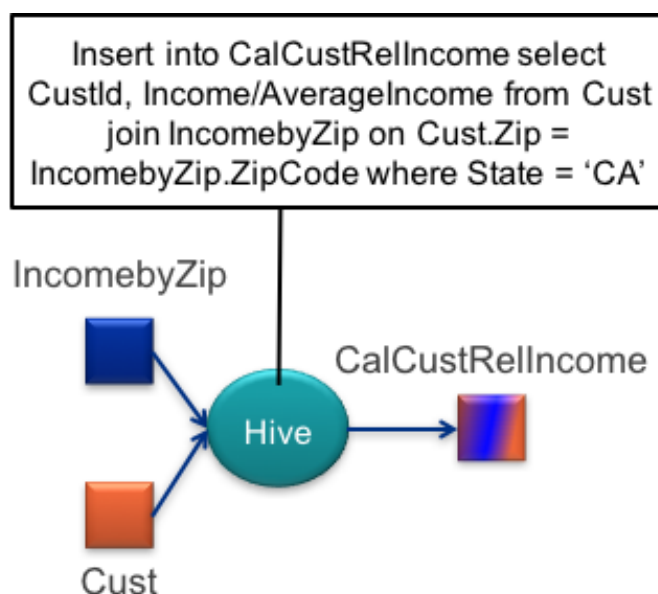 Insert into CalCustRelIncome select
CustId, Income/AverageIncome from Cust
join IncomebyZip on Cust.Zip =
IncomebyZip.ZipCode where State = ‘CA’
IncomebyZip
CalCustRelIncome
Hive
Cust